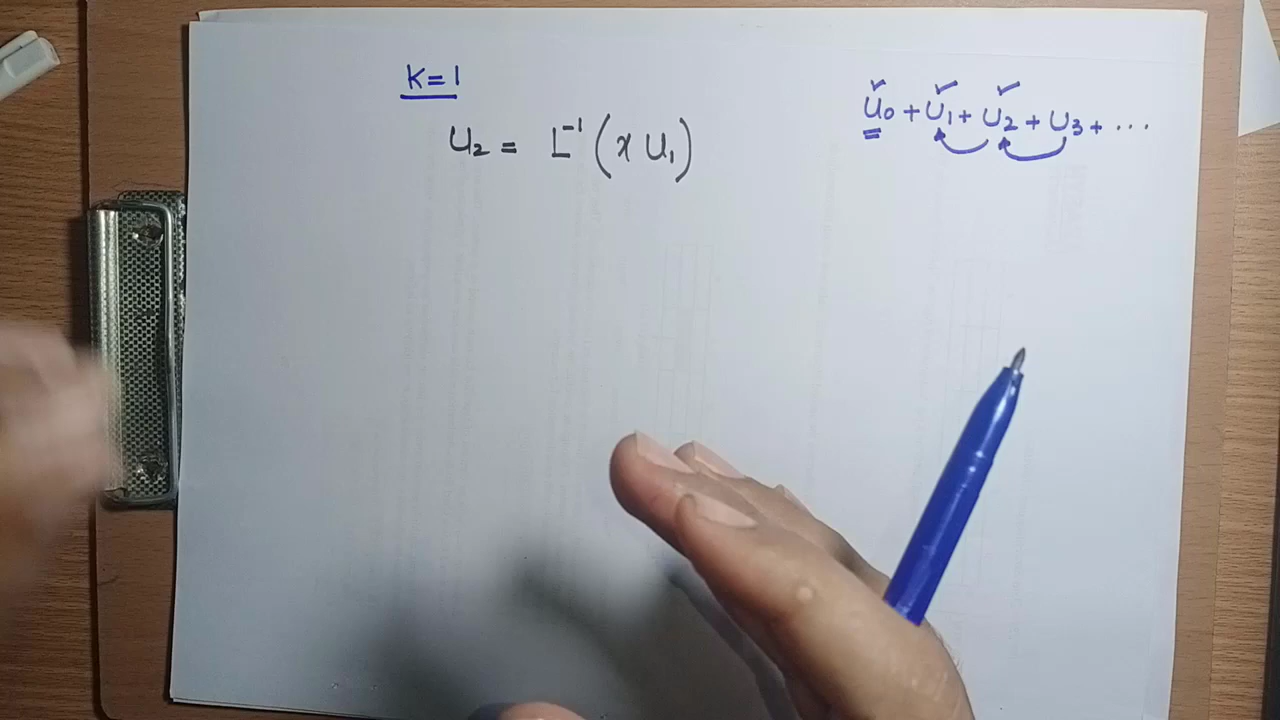 K=1
U₀ + U₁ + U₂ + U₃ + ...
U₂ = L⁻¹(x U₁)